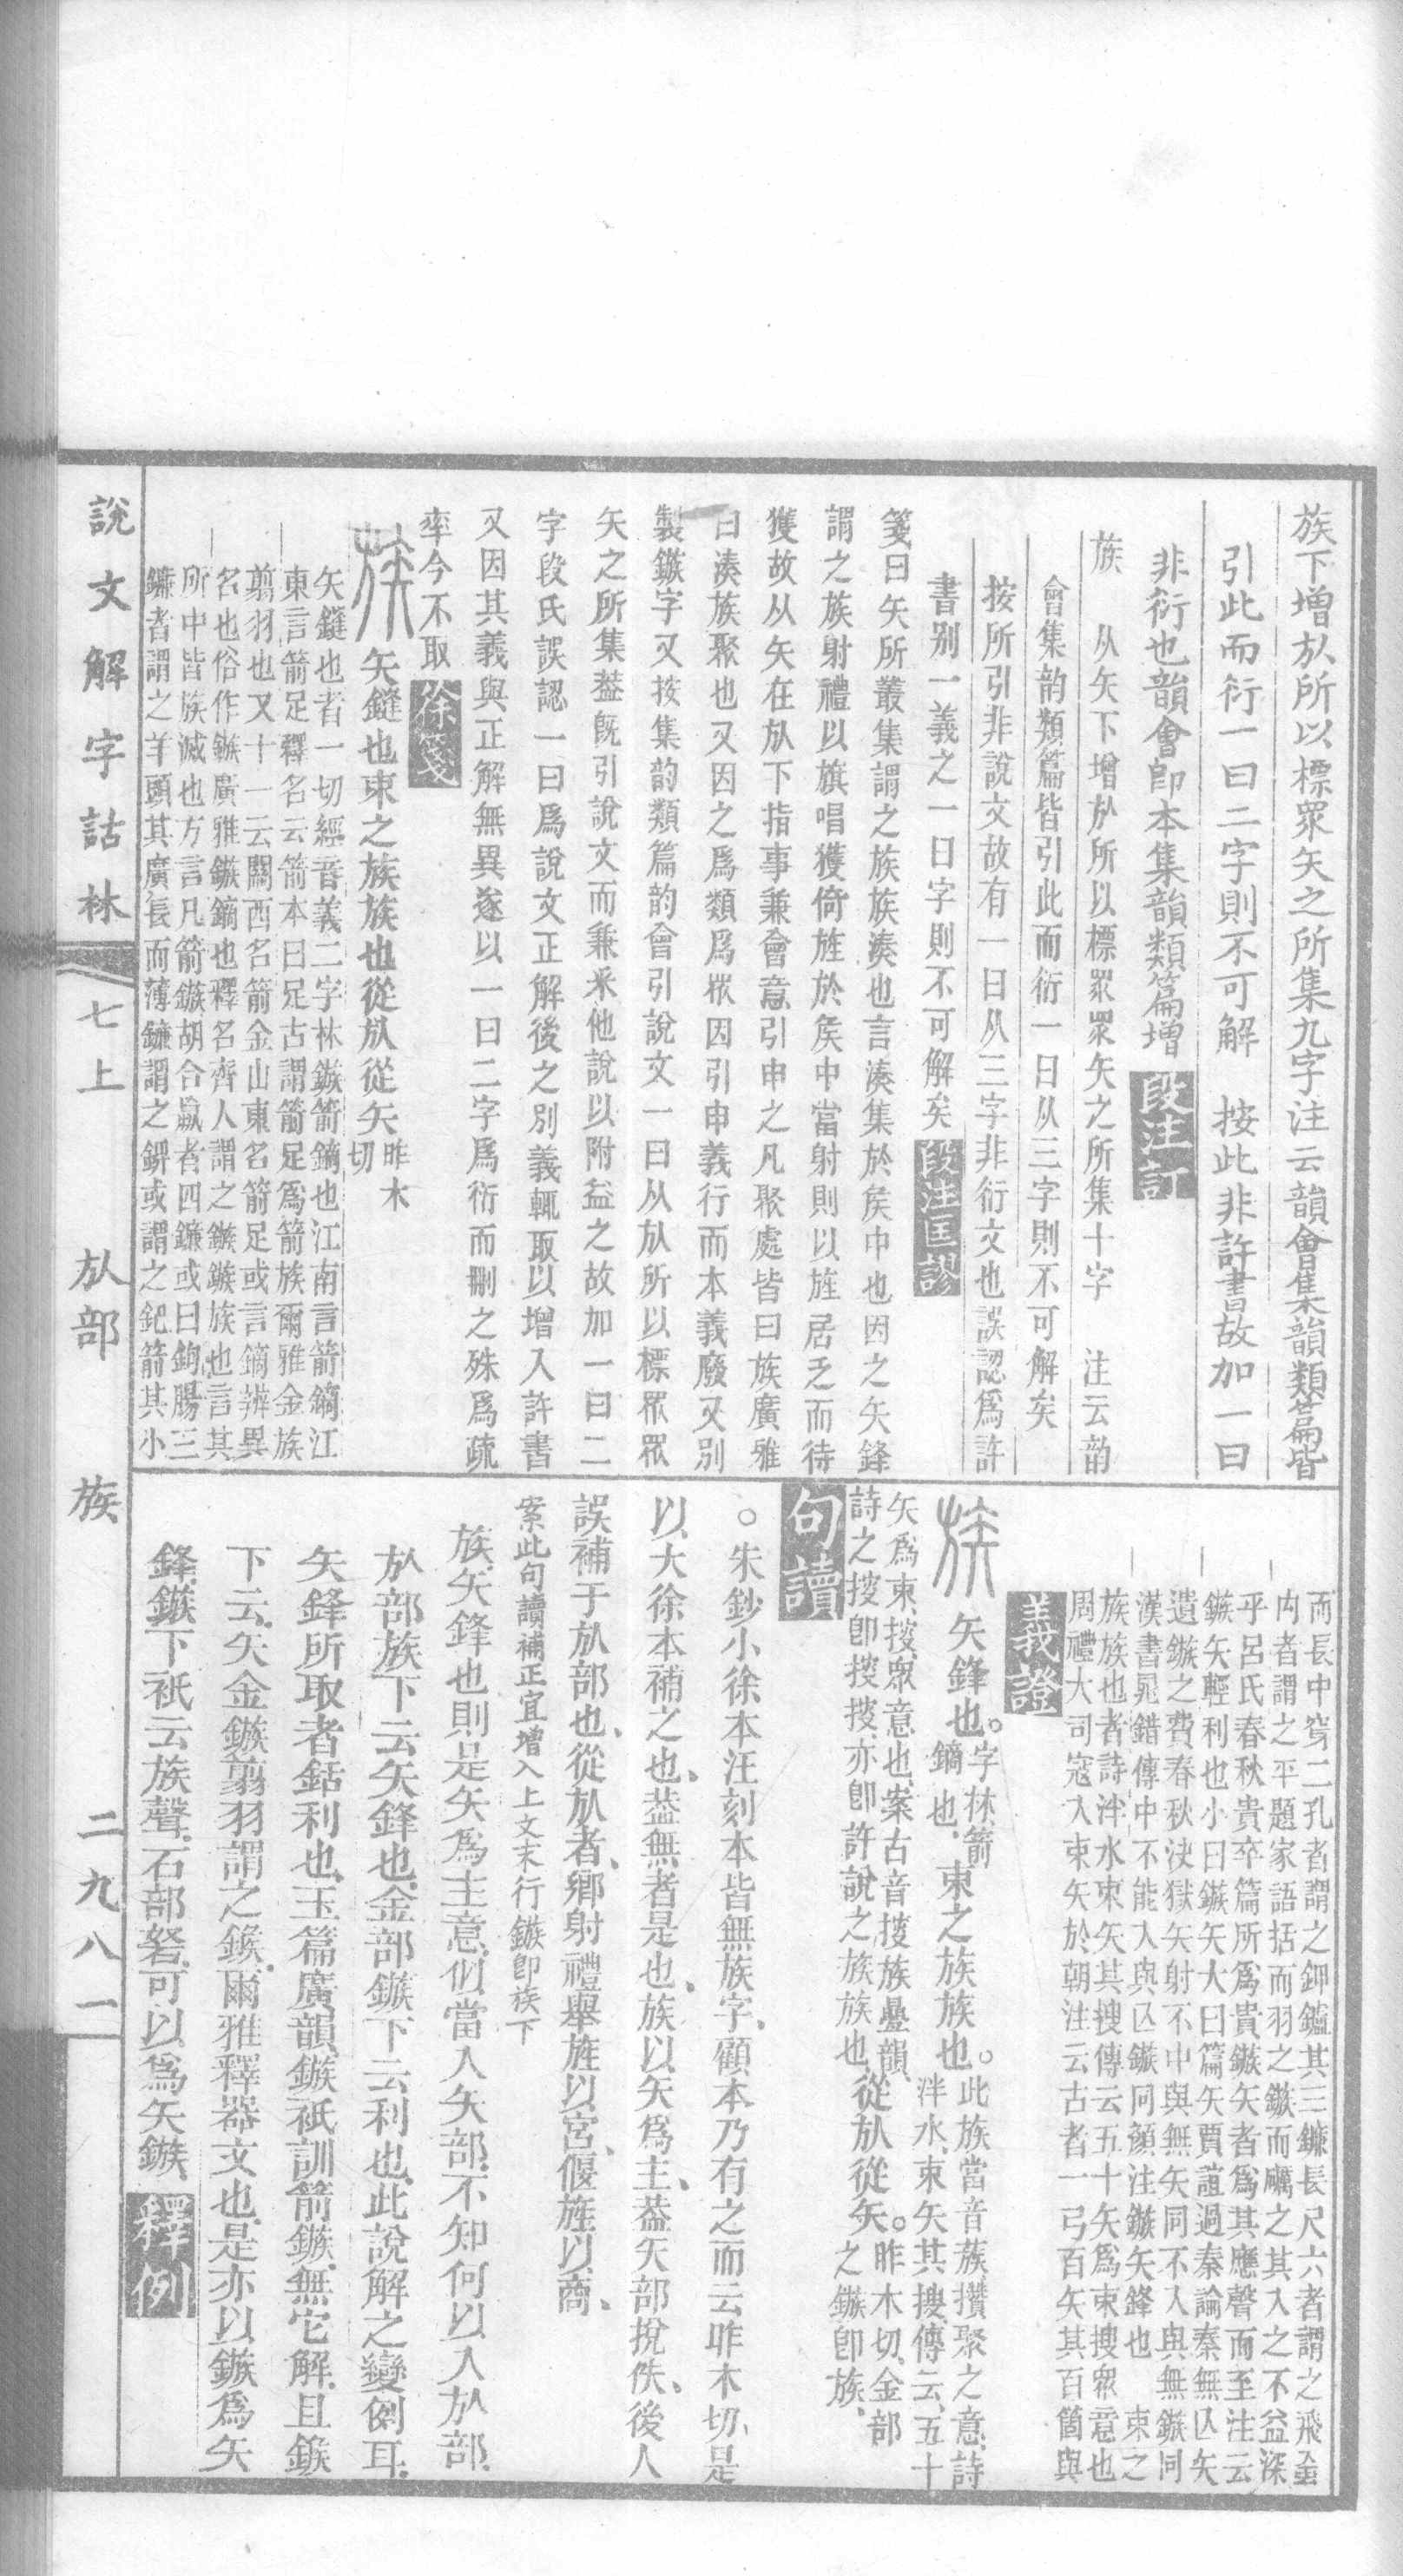 族下增㫃所以標眾矢之所集九字注云韻會集韻類篇皆
引此而衍一曰二字則不可解　按此非許書故加一曰
非衍也韻會卽本集韻類篇增　段注訂
族　从矢下增㫃所以標眾眾矢之所集十字　注云韵
會集韵類篇皆引此而衍一曰从三字則不可解矣
按所引非說文故有一曰从三字非衍文也誤認爲許
書別一義之一曰字則不可解矣　段注匡謬
箋曰矢所叢集謂之族族湊也言湊集於矦中也因之矢鋒
謂之族射禮以旗唱獲倚旌於矦中當射則以旌居乏而待
獲故从矢在㫃下指事兼會意引申之凡聚處皆曰族廣雅
曰湊族聚也又因之爲類爲眾因引申義行而本義廢又別
製鏃字又按集韵類篇韵會引說文一曰从㫃所以標眾眾
矢之所集葢旣引說文而兼采他說以附益之故加一曰二
字段氏誤認一曰爲說文正解後之別義輒取以增入許書
又因其義與正解無異遂以一曰二字爲衍而刪之殊爲疏
率今不取　徐箋
矢鏠也束之族族也從㫃從矢昨木切
矢鏠也者一切經音義二字林鏃箭鏑也江南言箭鏑江
東言箭足釋名云箭本曰足古謂箭足爲箭族爾雅金族
翦羽也又十一云關西名箭金山東名箭足或言鏑辨異
名也俗作鏃廣雅鏃鏑也釋名齊人謂之鏃鏃族也言其
所中皆族滅也方言凡箭鏃胡合嬴者四鐮或曰鉤腸三
鐮者謂之羊頭其廣長而薄鐮謂之錍或謂之鈀箭其小
而長中穿二孔者謂之鉀鑪其三鐮長尺六者謂之飛䖟
內者謂之平題家語括而羽之鏃而礪之其入之不益深
乎呂氏春秋貴卒篇所爲貴鏃矢者爲其應聲而至注云
鏃矢輕利也小曰鏃矢大曰篇矢賈誼過秦論秦無亾矢
遺鏃之費春秋決獄矢射不中與無矢同不入與無鏃同
漢書鼂錯傳中不能入與亾鏃同顏注鏃矢鋒也　束之
族族也者詩泮水束矢其搜傳云五十矢爲束搜眾意也
周禮大司寇入束矢於朝注云古者一弓百矢其百箇與
義證
矢鋒也。字林箭鏑也。束之族族也。此族當音蔟攢聚之意詩泮水束矢其搜傳云五十
矢爲束搜眾意也案古音搜族疊韻詩之搜卽搜搜亦卽許說之族族也從㫃從矢。昨木切金部之鏃卽族
句讀
○朱鈔小徐本汪刻本皆無族字顧本乃有之而云昨木切是
以大徐本補之也葢無者是也族以矢爲主葢矢部挩佚後人
誤補于㫃部也從㫃者鄉射禮舉旌以宮偃旌以商
案此句讀補正宜增入上文末行鏃卽族下
族矢鋒也則是矢爲主意似當入矢部不知何以入㫃部
㫃部族下云矢鋒也金部鏃下云利也此說解之變例耳
矢鋒所取者銛利也玉篇廣韻鏃祇訓箭鏃無它解且鍭
下云矢金鏃翦羽謂之鍭爾雅釋器文也是亦以鏃爲矢
鋒鏃下祇云族聲石部砮可以爲矢鏃　釋例
說文解字詁林　七上　㫃部　族　二九八一